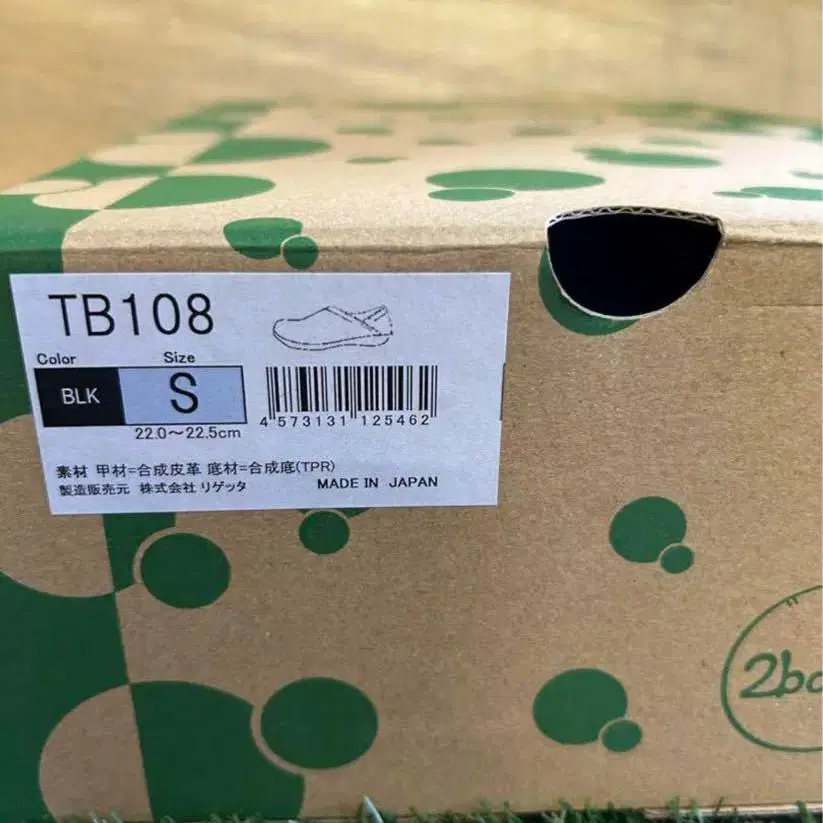 TB108
Color Size
BLK S
22.0～22.5cm
4 573131 125462
素材 甲材=合成皮革 底材=合成底(TPR)
製造販売元 株式会社 リゲッタ MADE IN JAPAN